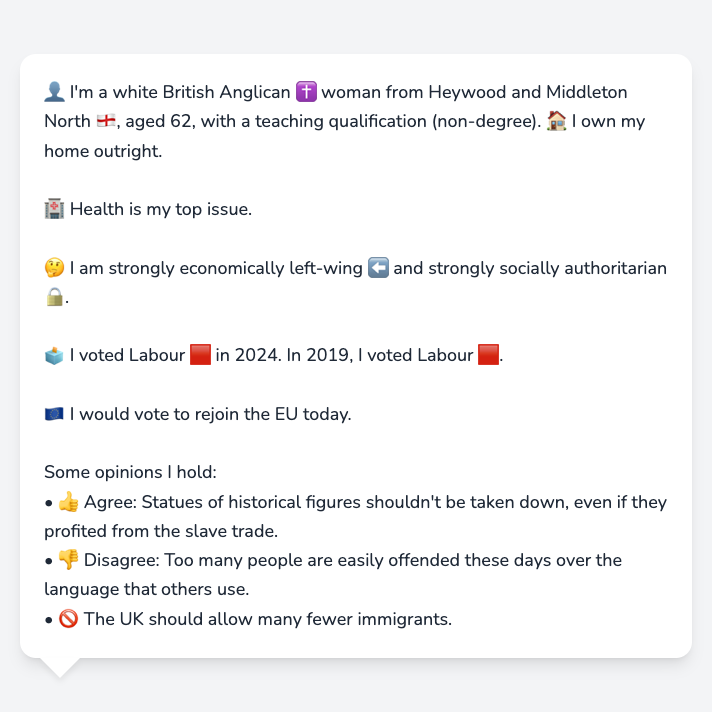 👤 I'm a white British Anglican ✝️ woman from Heywood and Middleton
North 🏴󠁧󠁢󠁥󠁮󠁧󠁿, aged 62, with a teaching qualification (non-degree). 🏠 I own my
home outright.
🏥 Health is my top issue.
🤔 I am strongly economically left-wing ⬅️ and strongly socially authoritarian
🔒.
🗳️ I voted Labour 🟥 in 2024. In 2019, I voted Labour 🟥.
🇪🇺 I would vote to rejoin the EU today.
Some opinions I hold:
• 👍 Agree: Statues of historical figures shouldn't be taken down, even if they
profited from the slave trade.
• 👎 Disagree: Too many people are easily offended these days over the
language that others use.
• 🚫 The UK should allow many fewer immigrants.